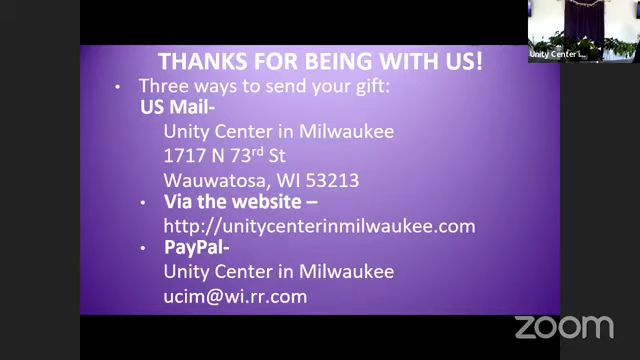 THANKS FOR BEING WITH US!
• Three ways to send your gift:
US Mail-
Unity Center in Milwaukee
1717 N 73rd St
Wauwatosa, WI 53213
• Via the website –
http://unitycenterinmilwaukee.com
• PayPal-
Unity Center in Milwaukee
ucim@wi.rr.com
Unity Center i...
zoom